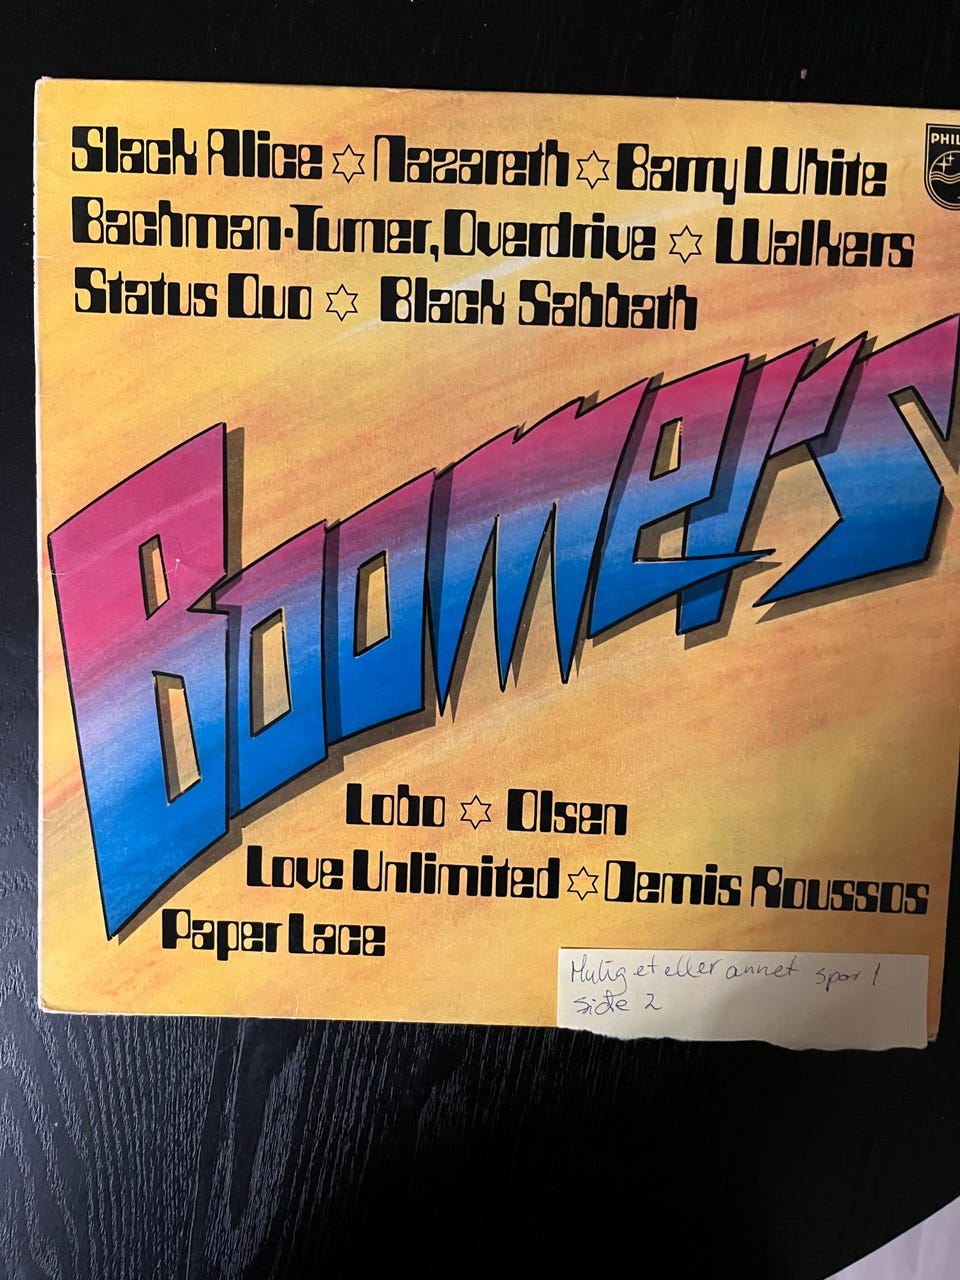 Slack Alice ✡ Nazareth ✡ Barry White
PHIL
Bachman-Turner, Overdrive ✡ Walkers
Status Quo ✡ Black Sabbath
Boomers
Lobo ✡ Olsen
Love Unlimited ✡ Demis Roussos
Paper Lace
Mulig et eller annet spor 1
side 2